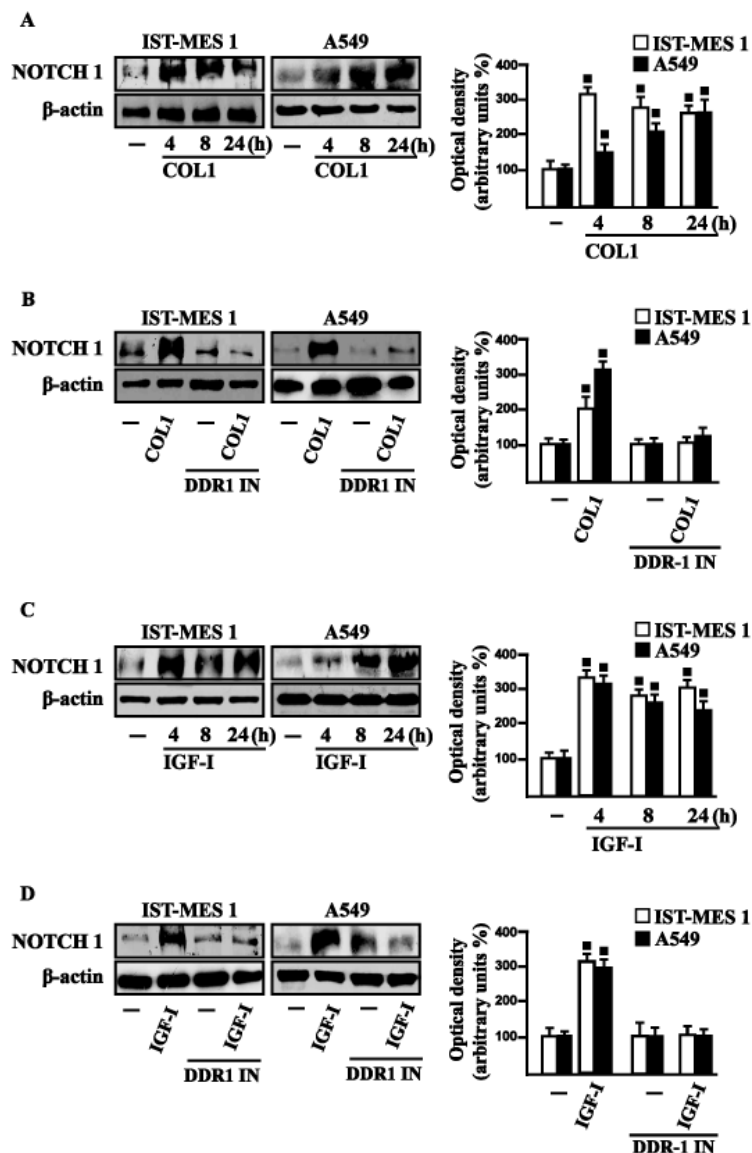 A
IST-MES 1 A549
NOTCH 1
β-actin
— 4 8 24(h) — 4 8 24(h)
COL1 COL1
Optical density
(arbitrary units %)
400
300
200
100
IST-MES 1
A549
— 4 8 24(h)
COL1
B
IST-MES 1 A549
NOTCH 1
β-actin
— COL1 — COL1 — COL1 — COL1
DDR1 IN DDR1 IN
Optical density
(arbitrary units %)
400
300
200
100
IST-MES 1
A549
— COL1 — COL1
DDR-1 IN
C
IST-MES 1 A549
NOTCH 1
β-actin
— 4 8 24(h) — 4 8 24(h)
IGF-I IGF-I
Optical density
(arbitrary units %)
400
300
200
100
IST-MES 1
A549
— 4 8 24(h)
IGF-I
D
IST-MES 1 A549
NOTCH 1
β-actin
— IGF-I — IGF-I — IGF-I — IGF-I
DDR1 IN DDR1 IN
Optical density
(arbitrary units %)
400
300
200
100
IST-MES 1
A549
— IGF-I — IGF-I
DDR-1 IN